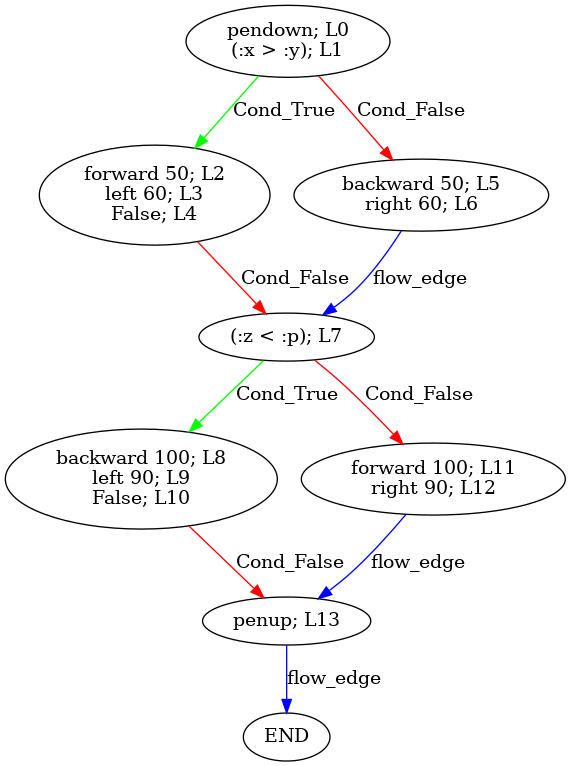 pendown; L0
(:x > :y); L1
Cond_True
Cond_False
forward 50; L2
left 60; L3
False; L4
backward 50; L5
right 60; L6
Cond_False
flow_edge
(:z < :p); L7
Cond_True
Cond_False
backward 100; L8
left 90; L9
False; L10
forward 100; L11
right 90; L12
Cond_False
flow_edge
penup; L13
flow_edge
END